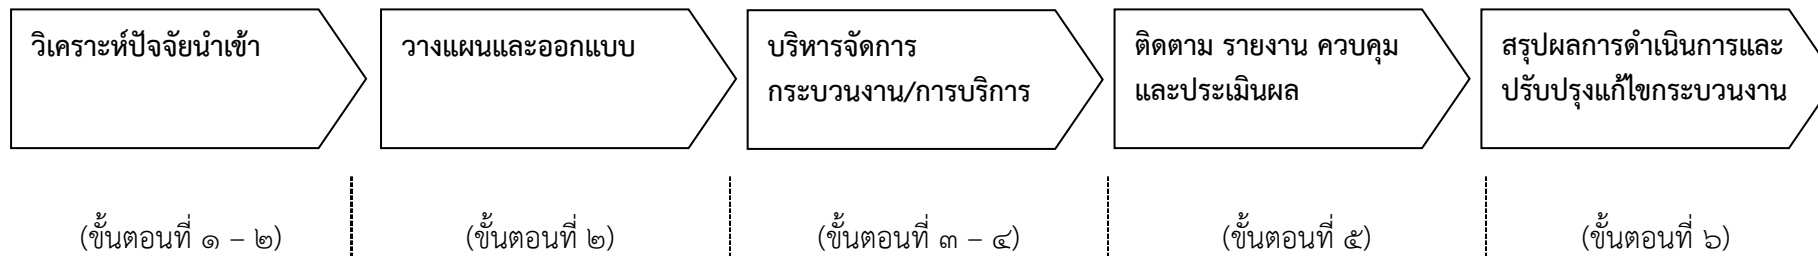 วิเคราะห์ปัจจัยนำเข้า
วางแผนและออกแบบ
บริหารจัดการ
กระบวนงาน/การบริการ
ติดตาม รายงาน ควบคุม
และประเมินผล
สรุปผลการดำเนินการและ
ปรับปรุงแก้ไขกระบวนงาน
(ขั้นตอนที่ ๑ – ๒)
(ขั้นตอนที่ ๒)
(ขั้นตอนที่ ๓ – ๔)
(ขั้นตอนที่ ๕)
(ขั้นตอนที่ ๖)